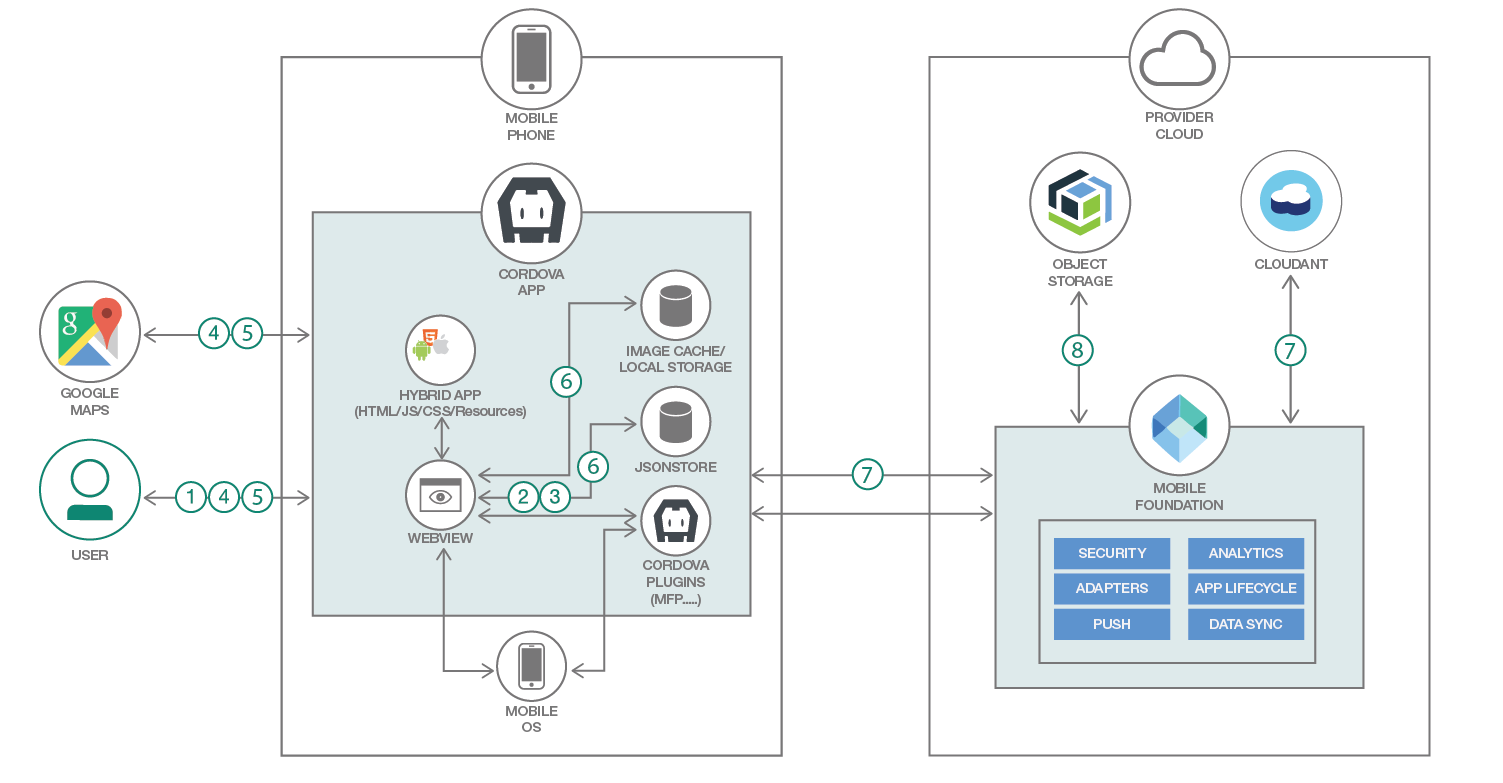 MOBILE
PHONE
PROVIDER
CLOUD
CORDOVA
APP
OBJECT
STORAGE
CLOUDANT
g
4
5
GOOGLE
MAPS
5
HYBRID APP
(HTML/JS/CSS/Resources)
IMAGE CACHE/
LOCAL STORAGE
6
8
7
1
4
5
USER
JSONSTORE
6
2
3
WEBVIEW
CORDOVA
PLUGINS
(MFP.....)
MOBILE
OS
7
MOBILE
FOUNDATION
SECURITY
ANALYTICS
ADAPTERS
APP LIFECYCLE
PUSH
DATA SYNC